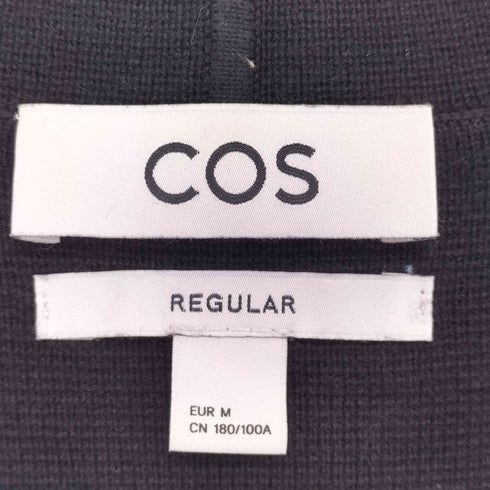 COS
REGULAR
EUR M
CN 180/100A